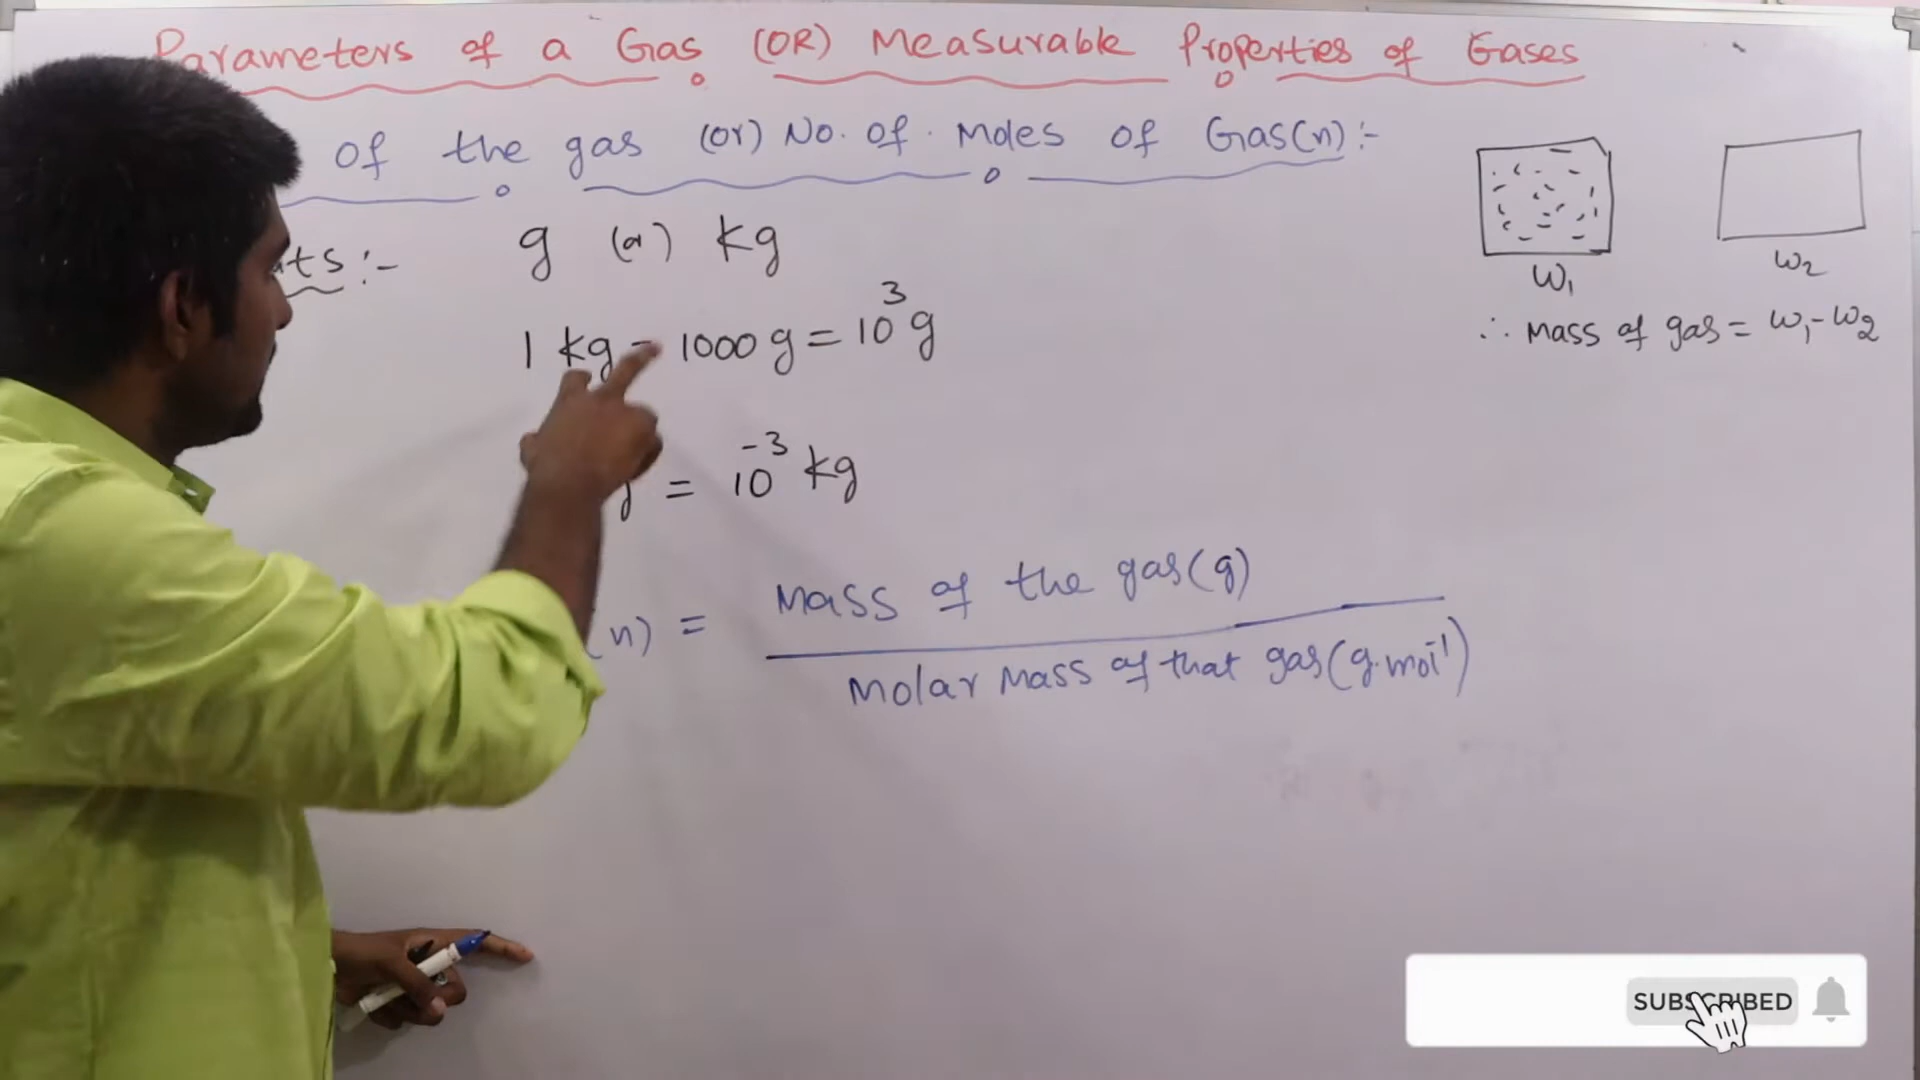 Parameters of a Gas (OR) Measurable Properties of Gases
of the gas (or) No. of. Moles of Gas(n):-
W1
W2
∴ Mass of gas = W1-W2
g (or) kg
1 kg = 1000 g = 10³ g
= 10⁻³ kg
(n) = Mass of the gas(g)
Molar Mass of that gas(g.mol⁻¹)
SUBSCRIBED